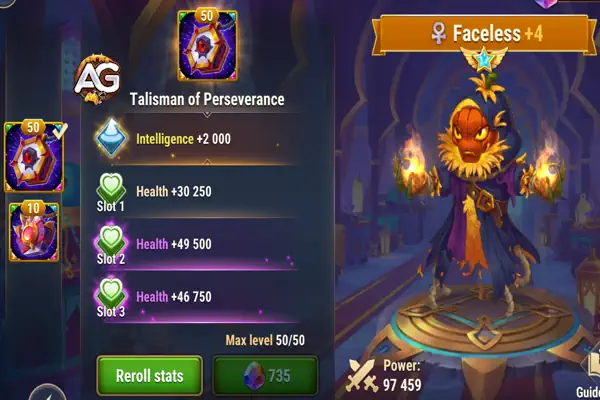 50
Faceless +4
AG
Talisman of Perseverance
50
Intelligence +2 000
Health +30 250
Slot 1
10
Health +49 500
Slot 2
Health +46 750
Slot 3
Max level 50/50
Reroll stats
735
Power:
97 459
Guide